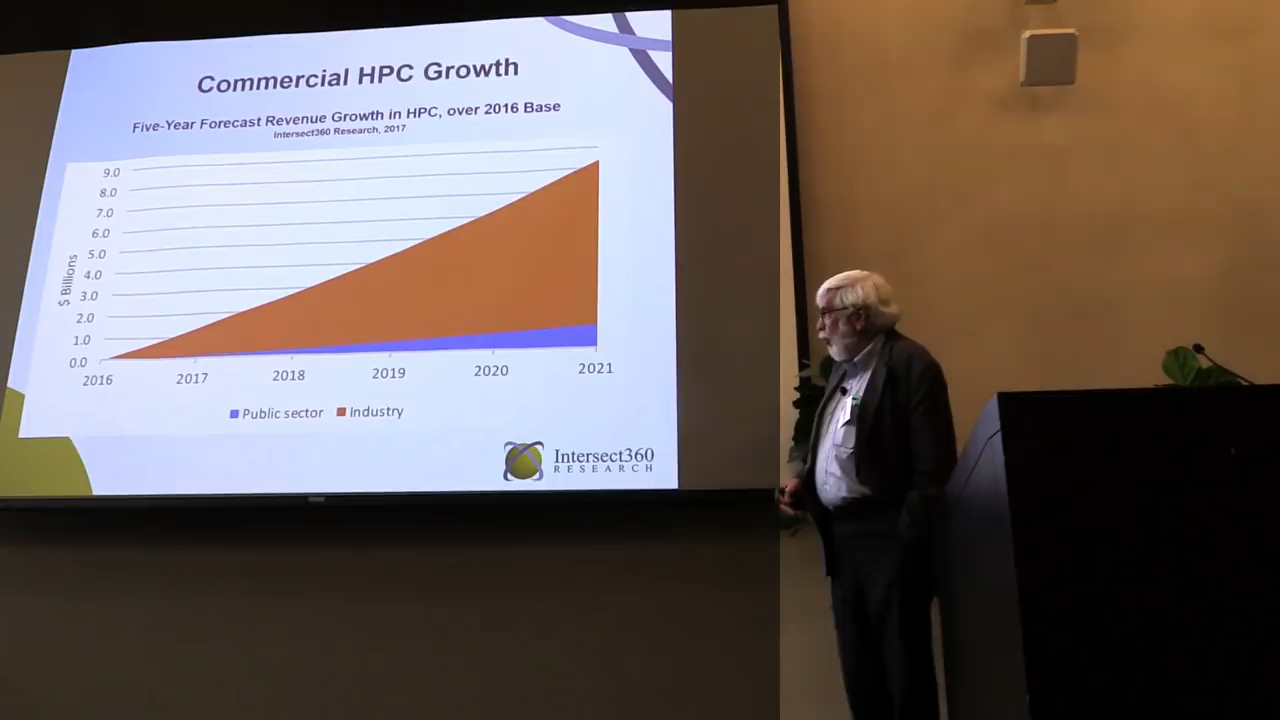 Commercial HPC Growth
Five-Year Forecast Revenue Growth in HPC, over 2016 Base
Intersect360 Research, 2017
9.0
8.0
7.0
6.0
5.0
4.0
3.0
2.0
1.0
0.0
$ Billions
2016 2017 2018 2019 2020 2021
Public sector Industry
Intersect360
RESEARCH